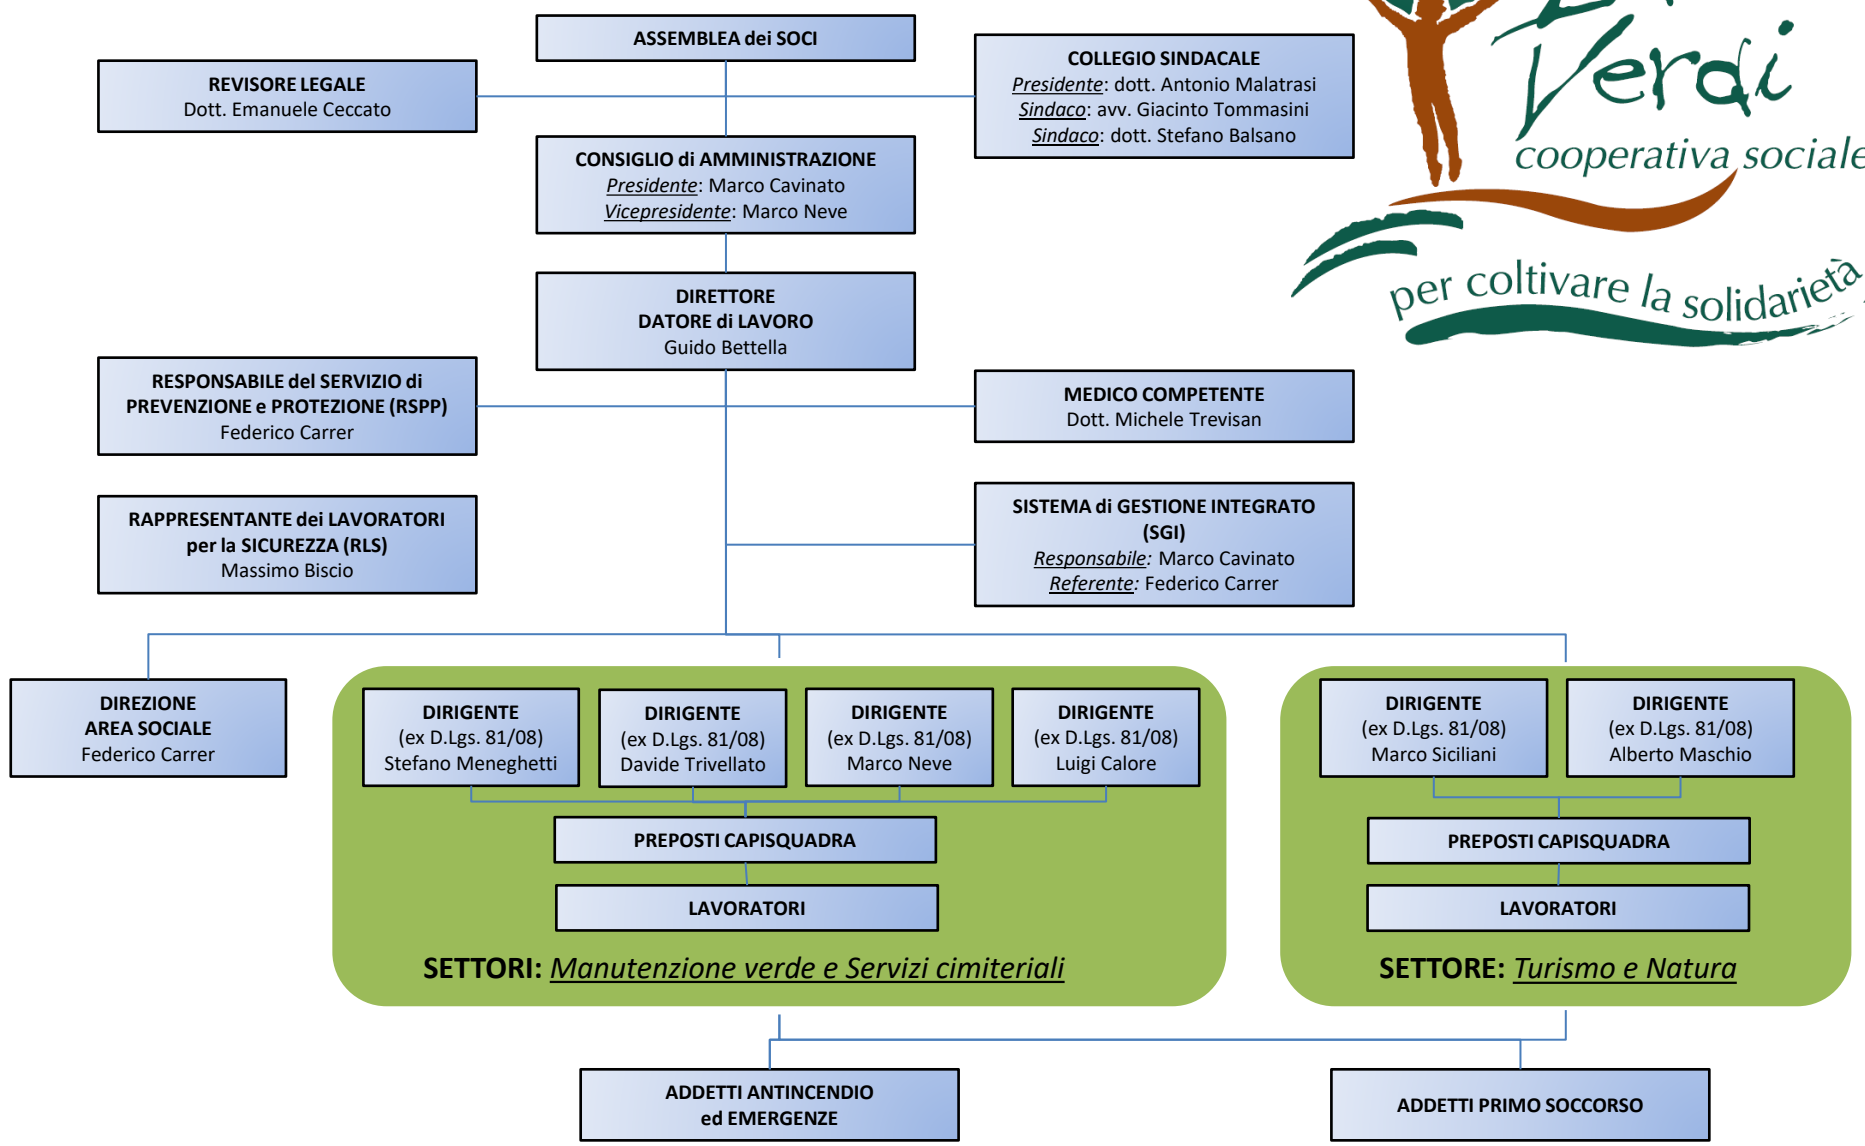 ASSEMBLEA dei SOCI
REVISORE LEGALE
Dott. Emanuele Ceccato
COLLEGIO SINDACALE
Presidente: dott. Antonio Malatrasi
Sindaco: avv. Giacinto Tommasini
Sindaco: dott. Stefano Balsano
Verdi
cooperativa sociale
per coltivare la solidarietà
CONSIGLIO di AMMINISTRAZIONE
Presidente: Marco Cavinato
Vicepresidente: Marco Neve
DIRETTORE
DATORE di LAVORO
Guido Bettella
RESPONSABILE del SERVIZIO di
PREVENZIONE e PROTEZIONE (RSPP)
Federico Carrer
MEDICO COMPETENTE
Dott. Michele Trevisan
RAPPRESENTANTE dei LAVORATORI
per la SICUREZZA (RLS)
Massimo Biscio
SISTEMA di GESTIONE INTEGRATO
(SGI)
Responsabile: Marco Cavinato
Referente: Federico Carrer
DIREZIONE
AREA SOCIALE
Federico Carrer
DIRIGENTE
(ex D.Lgs. 81/08)
Stefano Meneghetti
DIRIGENTE
(ex D.Lgs. 81/08)
Davide Trivellato
DIRIGENTE
(ex D.Lgs. 81/08)
Marco Neve
DIRIGENTE
(ex D.Lgs. 81/08)
Luigi Calore
PREPOSTI CAPISQUADRA
LAVORATORI
SETTORI: Manutenzione verde e Servizi cimiteriali
DIRIGENTE
(ex D.Lgs. 81/08)
Marco Siciliani
DIRIGENTE
(ex D.Lgs. 81/08)
Alberto Maschio
PREPOSTI CAPISQUADRA
LAVORATORI
SETTORE: Turismo e Natura
ADDETTI ANTINCENDIO
ed EMERGENZE
ADDETTI PRIMO SOCCORSO